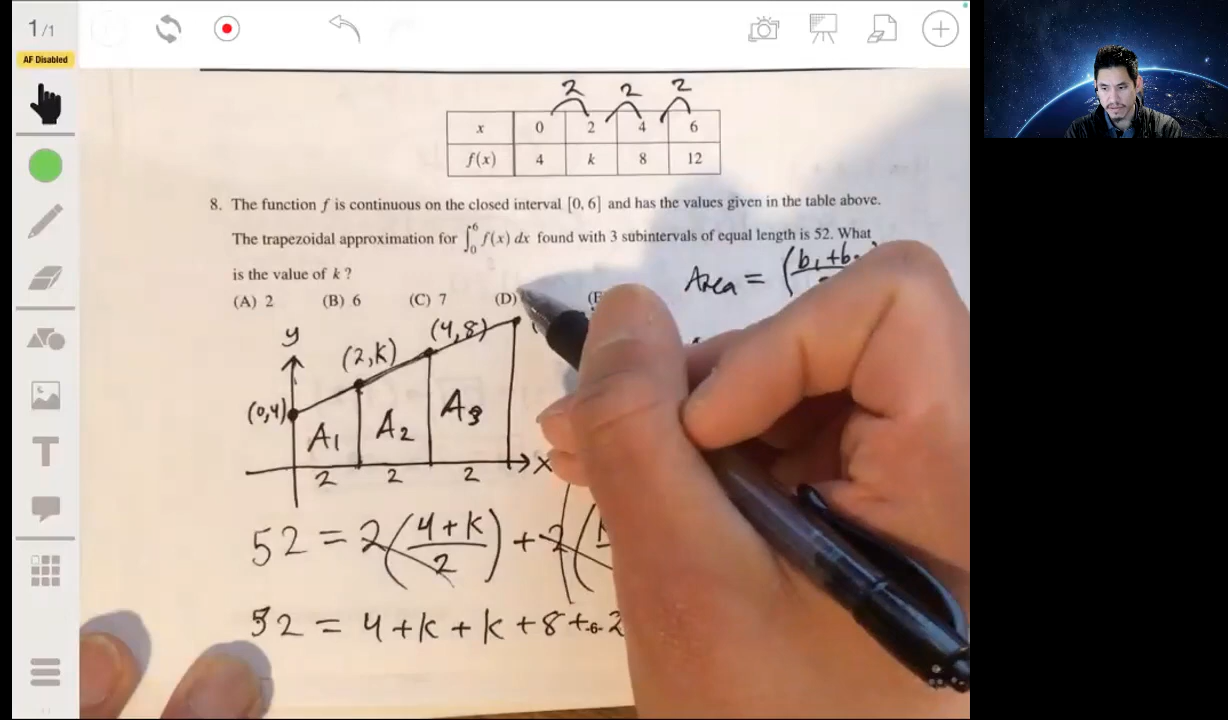 1/1
AF Disabled
2 2 2
x 0 2 4 6
f(x) 4 k 8 12
8. The function f is continuous on the closed interval [0, 6] and has the values given in the table above.
The trapezoidal approximation for ∫₀⁶ f(x) dx found with 3 subintervals of equal length is 52. What
is the value of k ?
Area = (b₁+b
(A) 2 (B) 6 (C) 7 (D)
y
(0,4) (2,K) (4,8)
A₁ A₂ A₃
2 2 2 X
52 = 2(4+K/2) + 2(
52 = 4 + K + K + 8 +
T